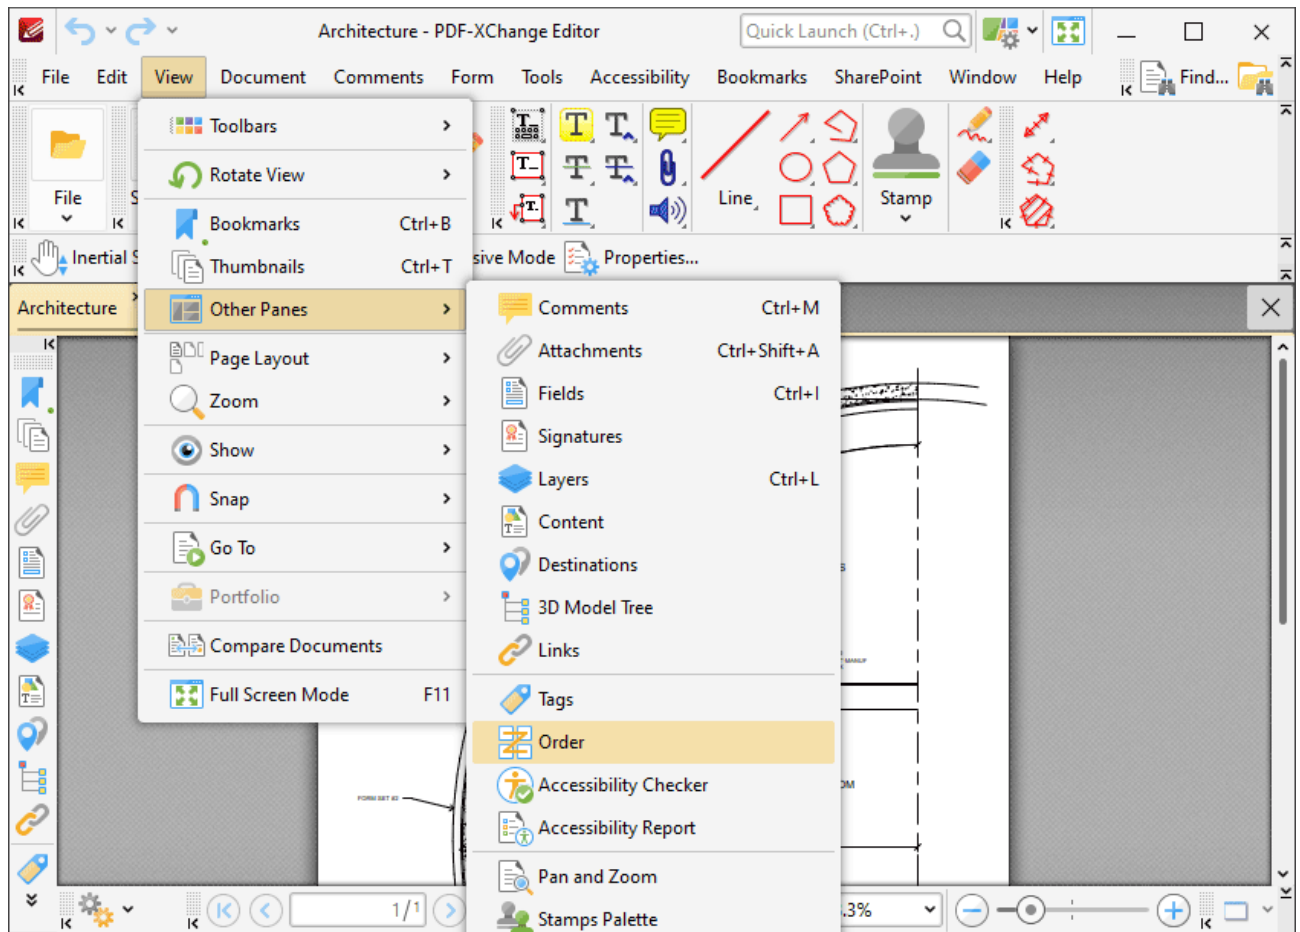 Architecture - PDF-XChange Editor
Quick Launch (Ctrl+.)
File Edit View Document Comments Form Tools Accessibility Bookmarks SharePoint Window Help Find...
File
Line
Stamp
Inertial
Mode
Properties...
Architecture
Toolbars
Rotate View
Bookmarks Ctrl+B
Thumbnails Ctrl+T
Other Panes
Page Layout
Zoom
Show
Snap
Go To
Portfolio
Compare Documents
Full Screen Mode F11
Comments Ctrl+M
Attachments Ctrl+Shift+A
Fields Ctrl+I
Signatures
Layers Ctrl+L
Content
Destinations
3D Model Tree
Links
Tags
Order
Accessibility Checker
Accessibility Report
Pan and Zoom
Stamps Palette
MANUF
FORM SET #3
1/1
.3%